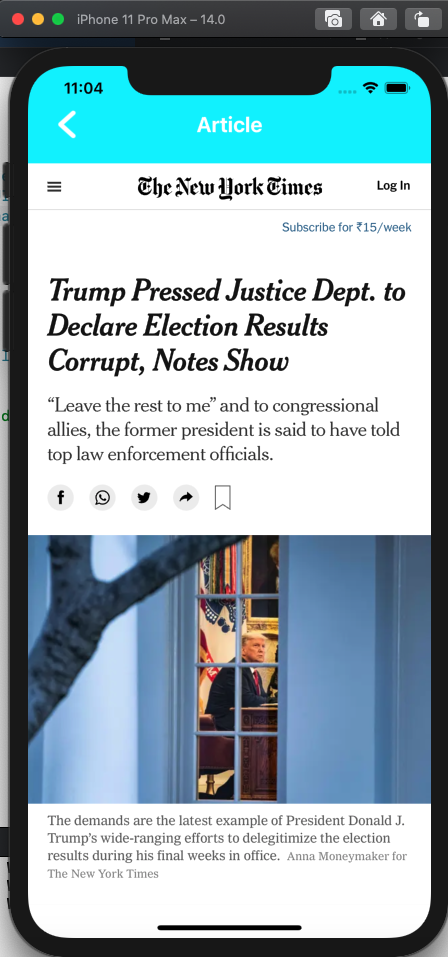 iPhone 11 Pro Max – 14.0
11:04
Article
The New York Times
Log In
Subscribe for ₹15/week
Trump Pressed Justice Dept. to
Declare Election Results
Corrupt, Notes Show
“Leave the rest to me” and to congressional
allies, the former president is said to have told
top law enforcement officials.
The demands are the latest example of President Donald J.
Trump’s wide-ranging efforts to delegitimize the election
results during his final weeks in office. Anna Moneymaker for
The New York Times